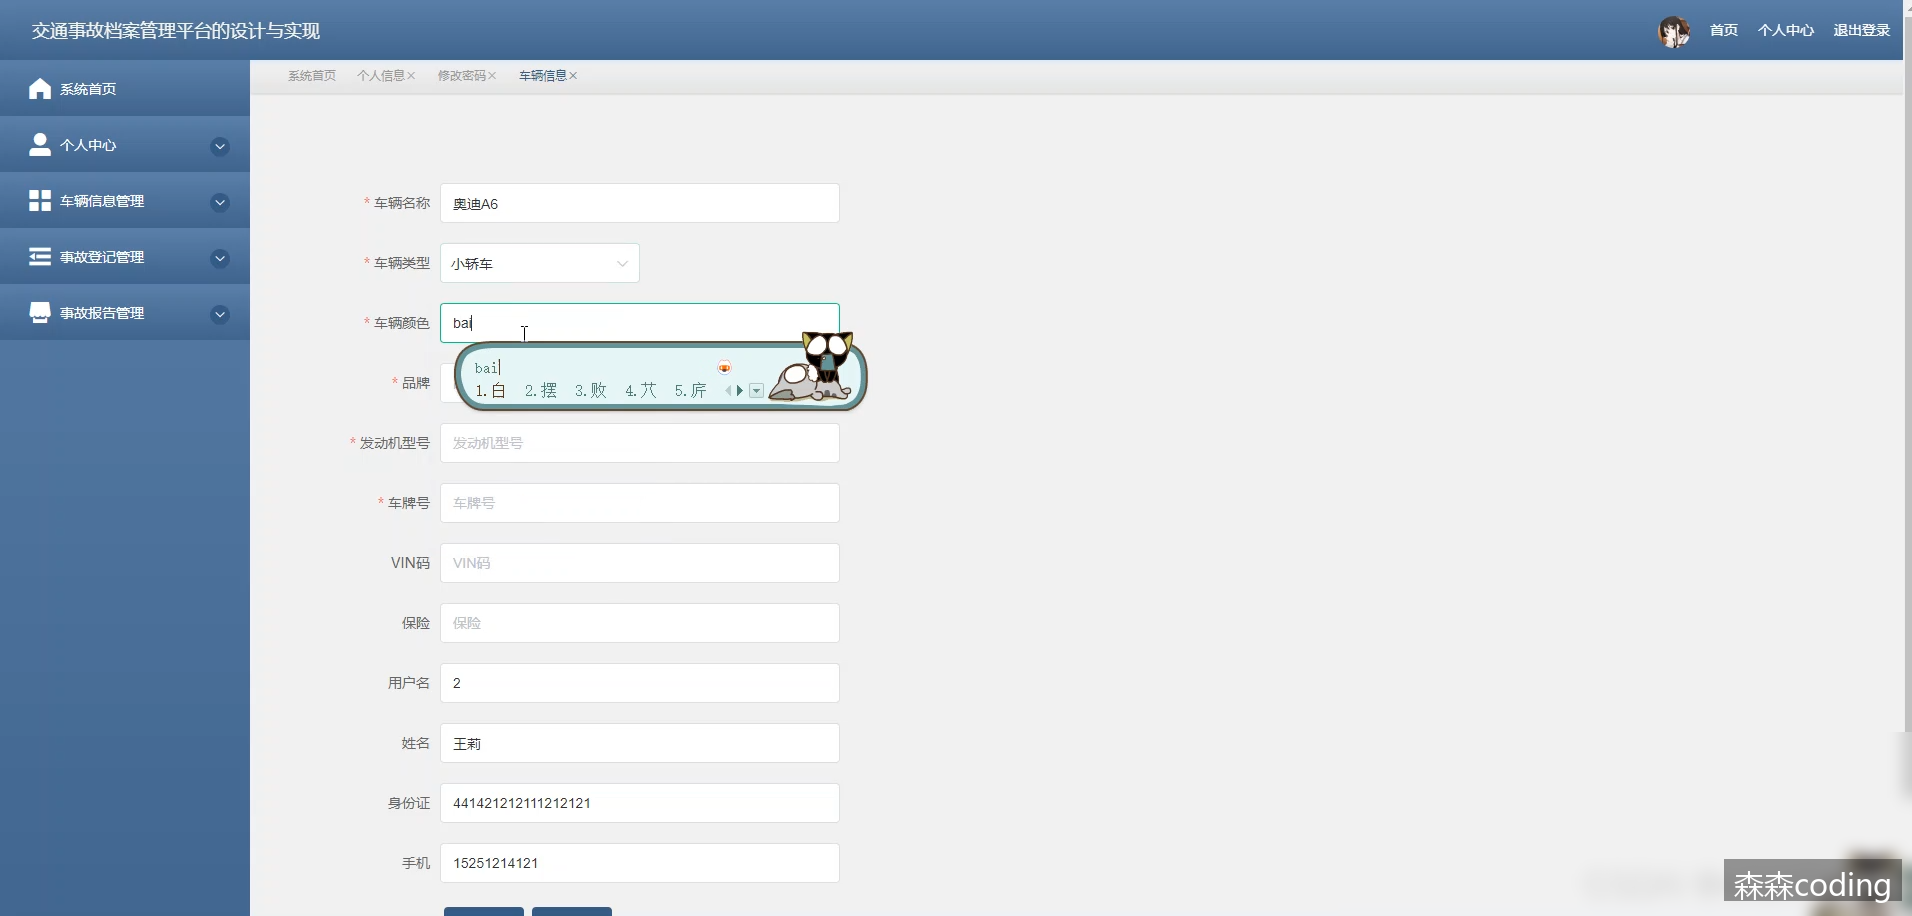 交通事故档案管理平台的设计与实现
首页 个人中心 退出登录
系统首页
个人中心
车辆信息管理
事故登记管理
事故报告管理
系统首页 个人信息× 修改密码× 车辆信息×
* 车辆名称 奥迪A6
* 车辆类型 小轿车
* 车辆颜色 bai
bai
1.白 2.摆 3.败 4.艽 5.庍
* 品牌
* 发动机型号 发动机型号
* 车牌号 车牌号
VIN码 VIN码
保险 保险
用户名 2
姓名 王莉
身份证 441421212111212121
手机 15251214121
森森coding